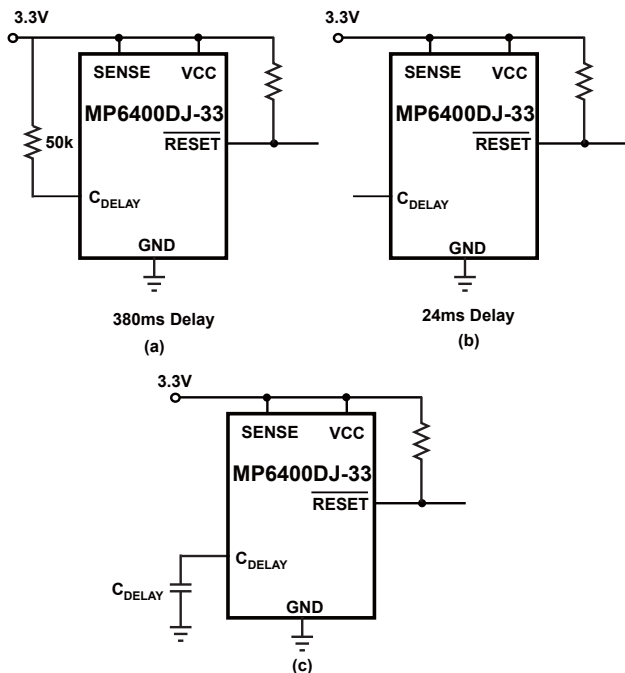 3.3V
SENSE VCC
MP6400DJ-33
RESET
50k
CDELAY
GND
380ms Delay
(a)
3.3V
SENSE VCC
MP6400DJ-33
RESET
CDELAY
GND
24ms Delay
(b)
3.3V
SENSE VCC
MP6400DJ-33
RESET
CDELAY
CDELAY
GND
(c)